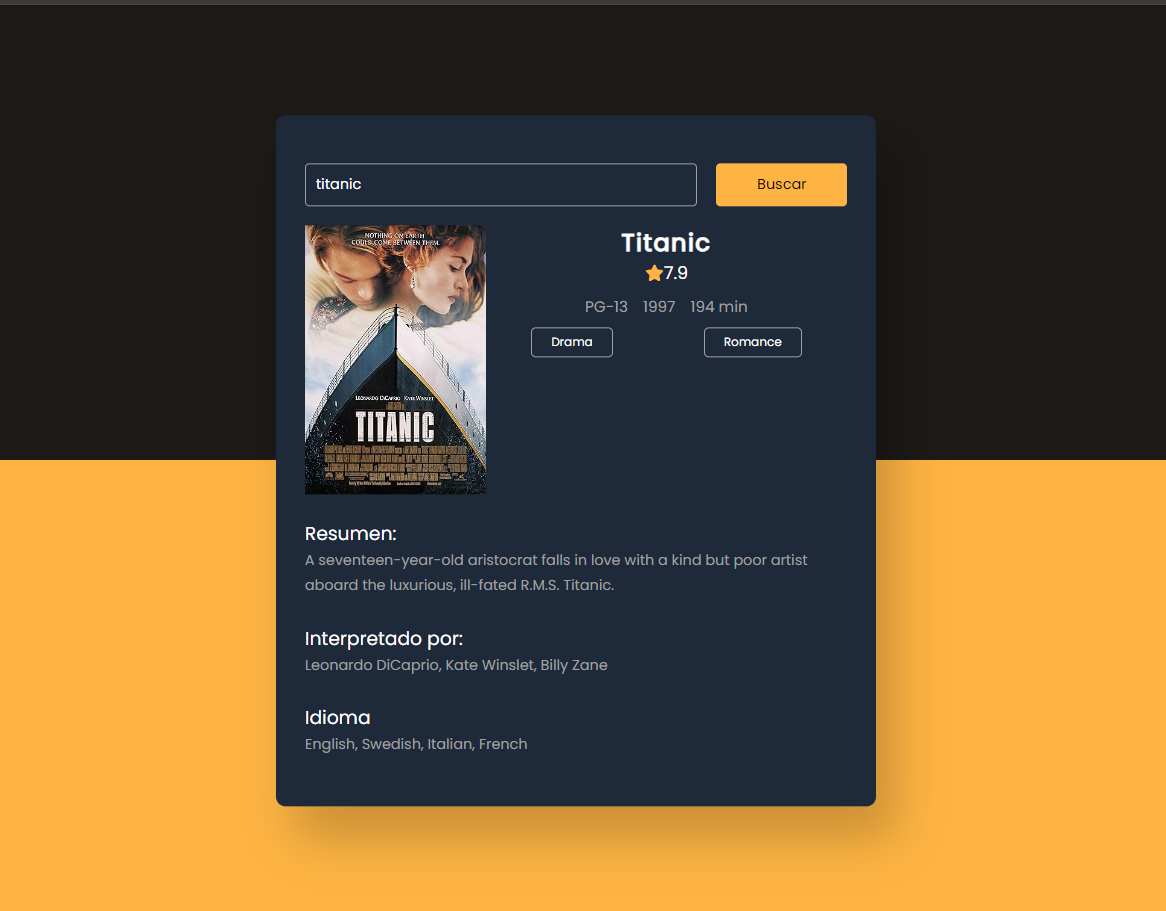 titanic
Buscar
NOTHING ON EARTH
COULD COME BETWEEN THEM.
LEONARDO DICAPRIO KATE WINSLET
TITANIC
Titanic
7.9
PG-13 1997 194 min
Drama Romance
Resumen:
A seventeen-year-old aristocrat falls in love with a kind but poor artist
aboard the luxurious, ill-fated R.M.S. Titanic.
Interpretado por:
Leonardo DiCaprio, Kate Winslet, Billy Zane
Idioma
English, Swedish, Italian, French